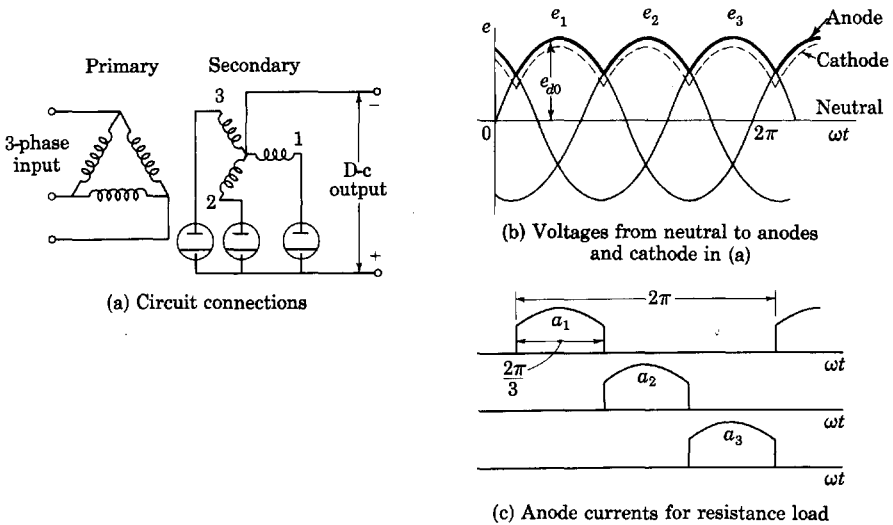 Primary
Secondary
3
1
2
3-phase
input
D-c
output
−
+
(a) Circuit connections
e
e₁
e₂
e₃
Anode
Cathode
e_d0
Neutral
0
2π
ωt
(b) Voltages from neutral to anodes
and cathode in (a)
2π
a₁
2π/3
ωt
a₂
ωt
a₃
ωt
(c) Anode currents for resistance load